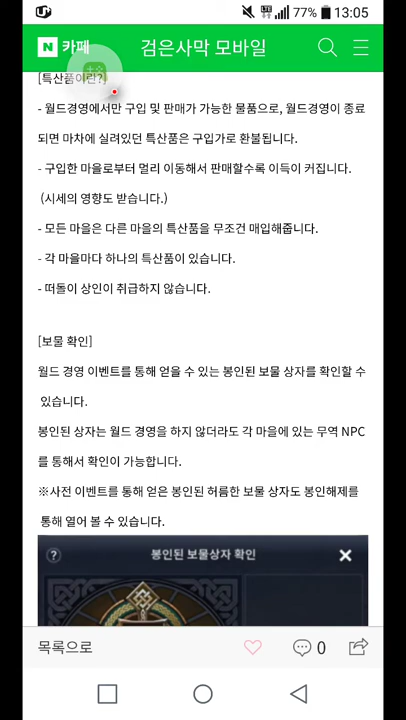 77% 13:05
N 카페 검은사막 모바일
[특산품이란?]
- 월드경영에서만 구입 및 판매가 가능한 물품으로, 월드경영이 종료
되면 마차에 실려있던 특산품은 구입가로 환불됩니다.
- 구입한 마을로부터 멀리 이동해서 판매할수록 이득이 커집니다.
(시세의 영향도 받습니다.)
- 모든 마을은 다른 마을의 특산품을 무조건 매입해줍니다.
- 각 마을마다 하나의 특산품이 있습니다.
- 떠돌이 상인이 취급하지 않습니다.
[보물 확인]
월드 경영 이벤트를 통해 얻을 수 있는 봉인된 보물 상자를 확인할 수
있습니다.
봉인된 상자는 월드 경영을 하지 않더라도 각 마을에 있는 무역 NPC
를 통해서 확인이 가능합니다.
※사전 이벤트를 통해 얻은 봉인된 허름한 보물 상자도 봉인해제를
통해 열어 볼 수 있습니다.
? 봉인된 보물상자 확인 ×
목록으로 0